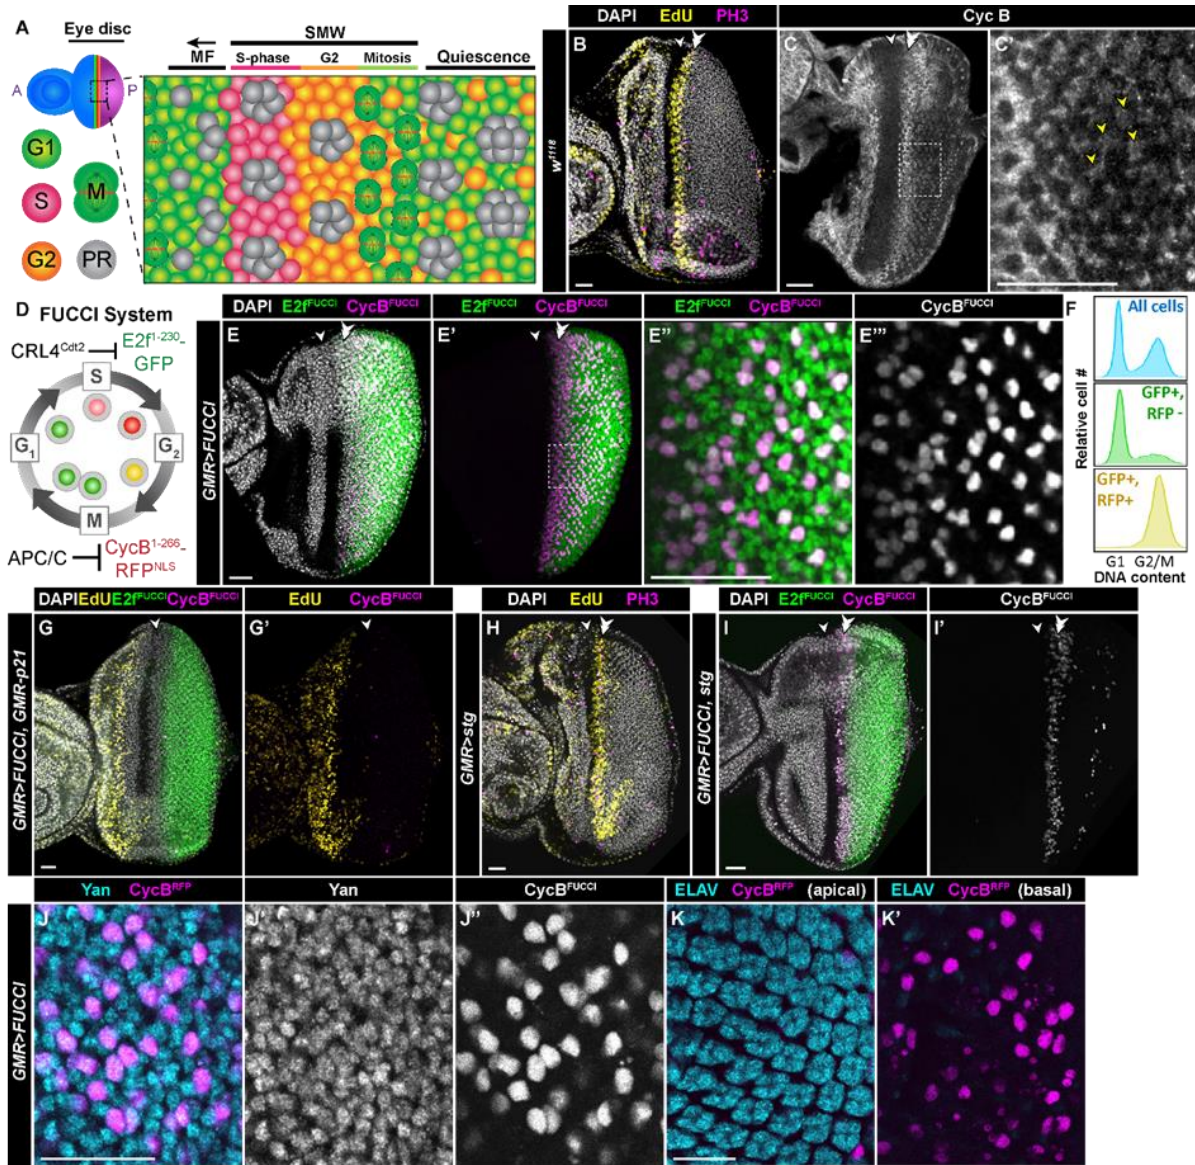 A
Eye disc
A
P
G1
S
M
G2
PR
SMW
MF
S-phase
G2
Mitosis
Quiescence
DAPI EdU PH3
Cyc B
w1118
B
C
C'
D
FUCCI System
CRL4Cdt2
E2f1-230-
GFP
S
G1
G2
M
APC/C
CycB1-266-
RFPNLS
DAPI E2fFUCCI CycBFUCCI
E2fFUCCI CycBFUCCI
E2fFUCCI CycBFUCCI
CycBFUCCI
GMR>FUCCI
E
E'
E''
E'''
F
Relative cell #
All cells
GFP+,
RFP -
GFP+,
RFP+
G1 G2/M
DNA content
DAPIEdUE2fFUCCICycBFUCCI
EdU CycBFUCCI
GMR>FUCCI, GMR-p21
G
G'
DAPI EdU PH3
GMR>stg
H
DAPI E2fFUCCI CycBFUCCI
CycBFUCCI
GMR>FUCCI, stg
I
I'
Yan CycBRFP
Yan
CycBFUCCI
ELAV CycBRFP (apical)
ELAV CycBRFP (basal)
GMR>FUCCI
J
J'
J''
K
K'